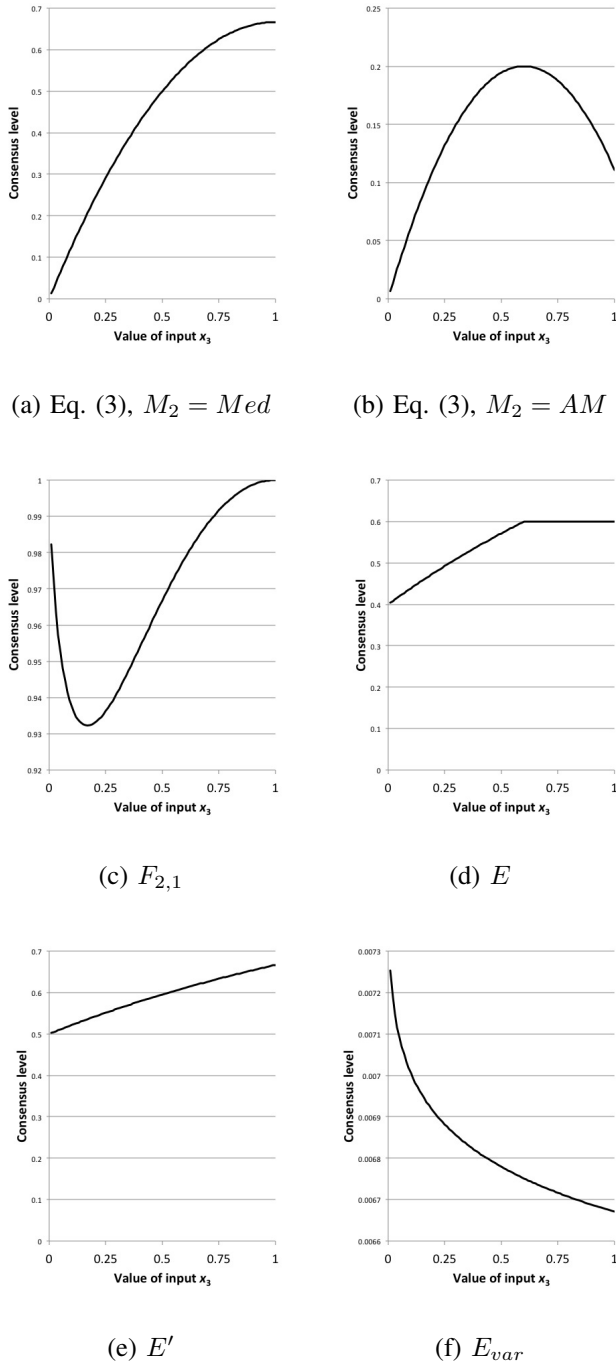 0.7
0.6
0.5
0.4
0.3
0.2
0.1
0
Consensus level
0 0.25 0.5 0.75 1
Value of input x₃
(a) Eq. (3), M₂ = Med
0.25
0.2
0.15
0.1
0.05
0
Consensus level
0 0.25 0.5 0.75 1
Value of input x₃
(b) Eq. (3), M₂ = AM
1
0.99
0.98
0.97
0.96
0.95
0.94
0.93
0.92
Consensus level
0 0.25 0.5 0.75 1
Value of input x₃
(c) F₂,₁
0.7
0.6
0.5
0.4
0.3
0.2
0.1
0
Consensus level
0 0.25 0.5 0.75 1
Value of input x₃
(d) E
0.7
0.6
0.5
0.4
0.3
0.2
0.1
0
Consensus level
0 0.25 0.5 0.75 1
Value of input x₃
(e) E′
0.0073
0.0072
0.0071
0.007
0.0069
0.0068
0.0067
0.0066
Consensus level
0 0.25 0.5 0.75 1
Value of input x₃
(f) E_var